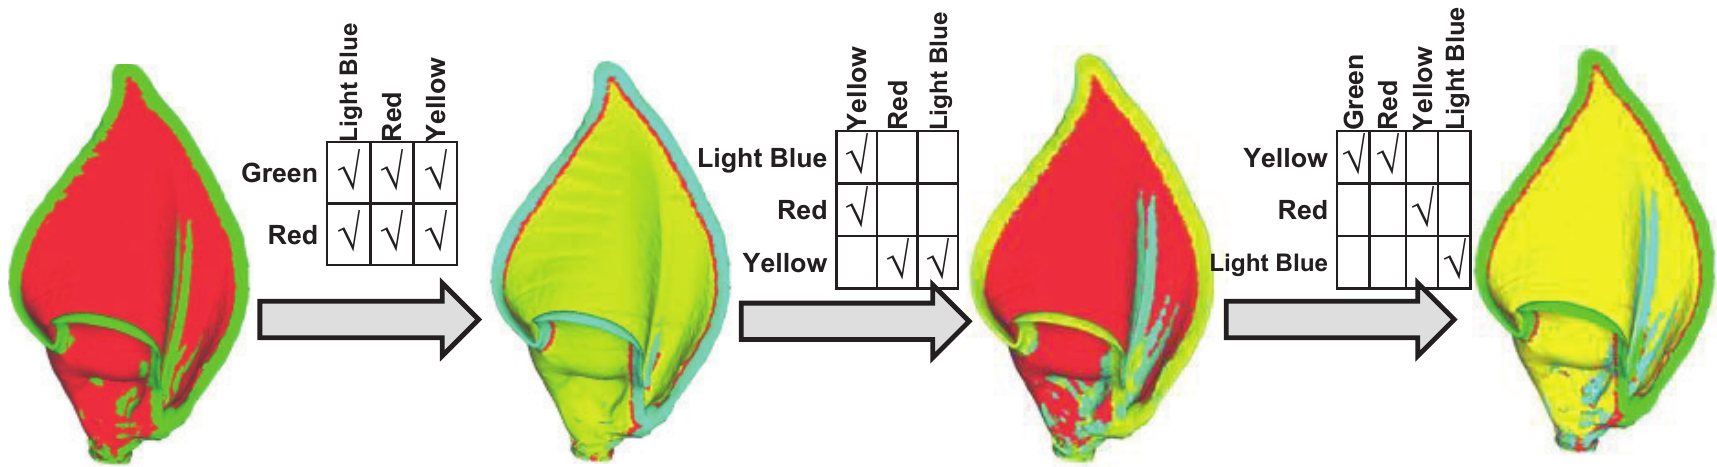 Light Blue
Red
Yellow
Green √ √ √
Red √ √ √
Yellow
Red
Light Blue
Light Blue √
Red √
Yellow √ √
Green
Red
Yellow
Light Blue
Yellow √ √
Red √
Light Blue √